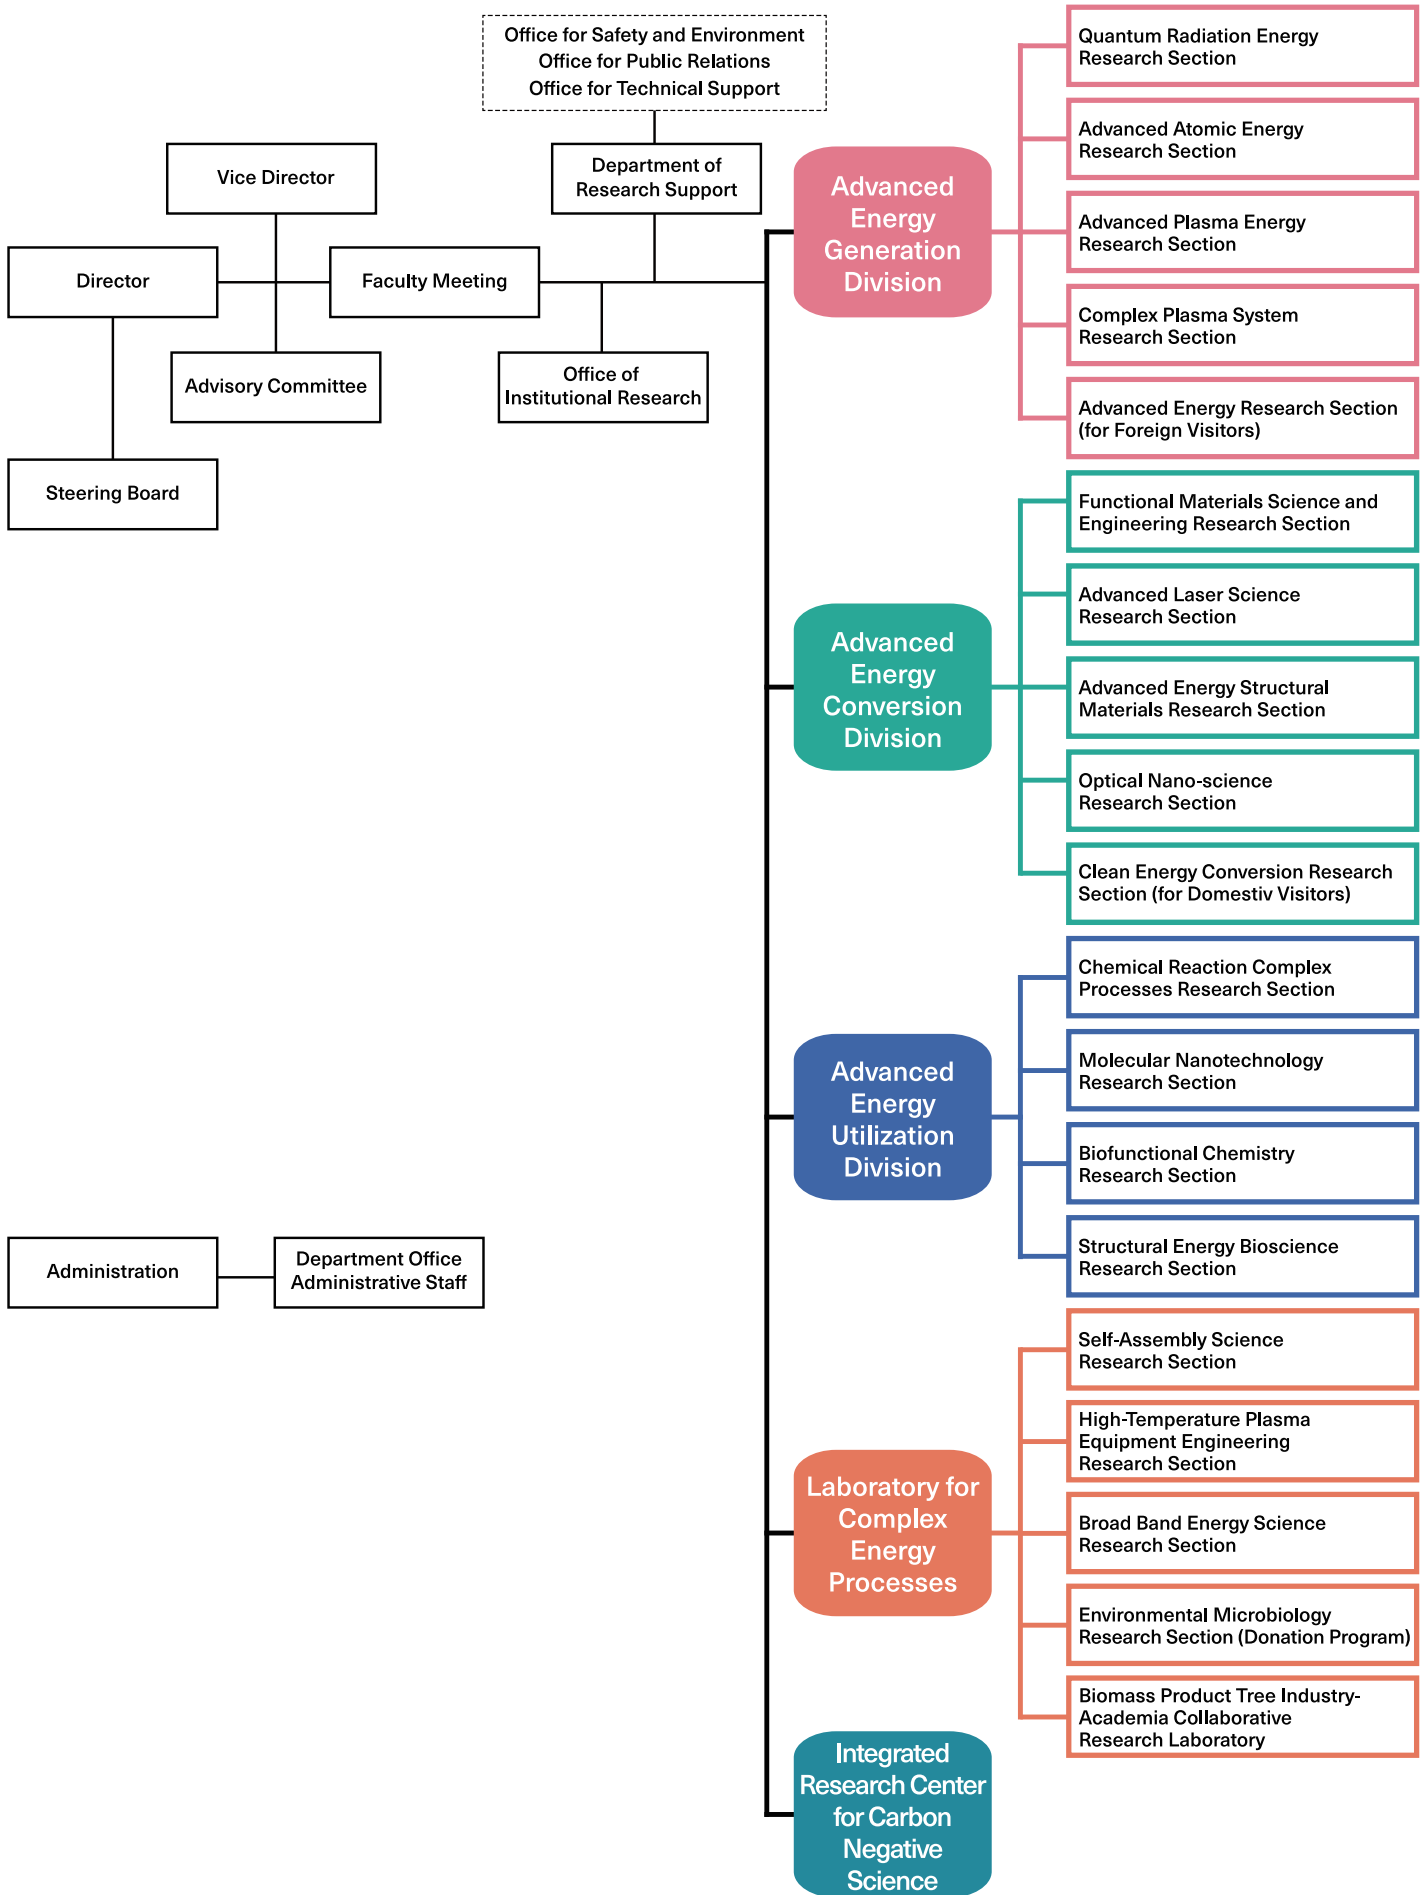 Office for Safety and Environment
Office for Public Relations
Office for Technical Support
Vice Director
Department of
Research Support
Director
Faculty Meeting
Advisory Committee
Office of
Institutional Research
Steering Board
Administration
Department Office
Administrative Staff
Advanced
Energy
Generation
Division
Quantum Radiation Energy
Research Section
Advanced Atomic Energy
Research Section
Advanced Plasma Energy
Research Section
Complex Plasma System
Research Section
Advanced Energy Research Section
(for Foreign Visitors)
Advanced
Energy
Conversion
Division
Functional Materials Science and
Engineering Research Section
Advanced Laser Science
Research Section
Advanced Energy Structural
Materials Research Section
Optical Nano-science
Research Section
Clean Energy Conversion Research
Section (for Domestiv Visitors)
Advanced
Energy
Utilization
Division
Chemical Reaction Complex
Processes Research Section
Molecular Nanotechnology
Research Section
Biofunctional Chemistry
Research Section
Structural Energy Bioscience
Research Section
Laboratory for
Complex
Energy
Processes
Self-Assembly Science
Research Section
High-Temperature Plasma
Equipment Engineering
Research Section
Broad Band Energy Science
Research Section
Environmental Microbiology
Research Section (Donation Program)
Biomass Product Tree Industry-
Academia Collaborative
Research Laboratory
Integrated
Research Center
for Carbon
Negative
Science